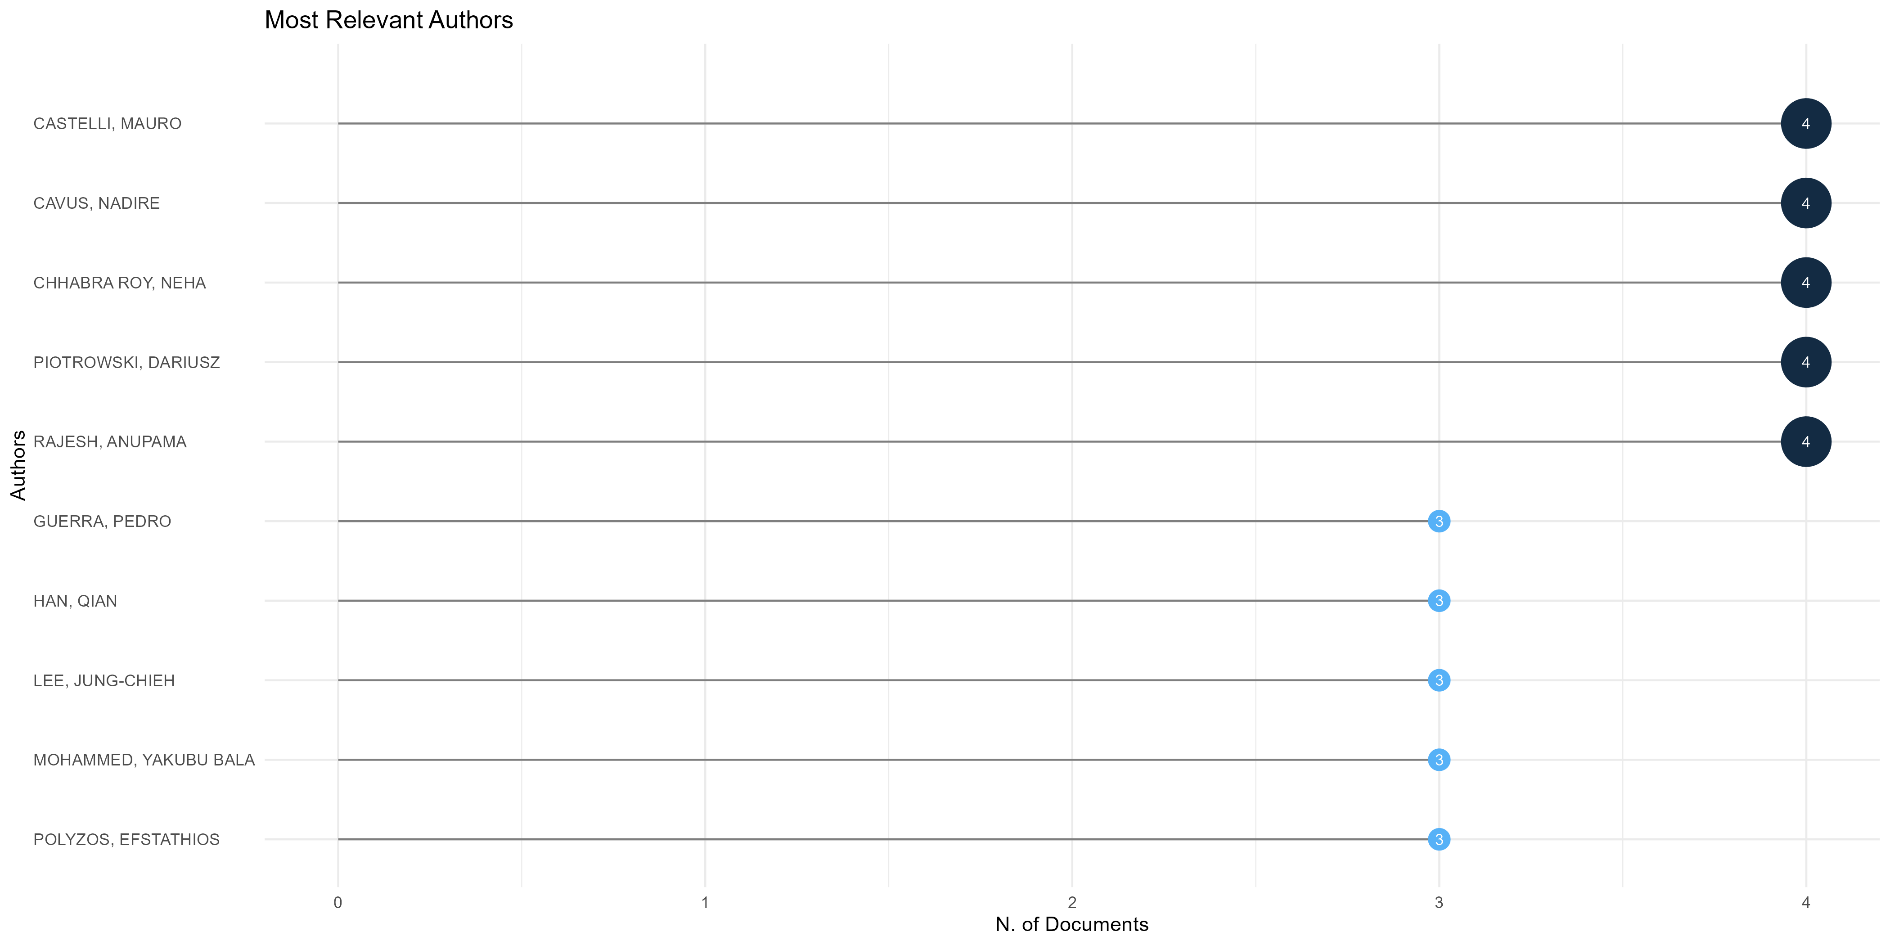 Most Relevant Authors
Authors
CASTELLI, MAURO 4
CAVUS, NADIRE 4
CHHABRA ROY, NEHA 4
PIOTROWSKI, DARIUSZ 4
RAJESH, ANUPAMA 4
GUERRA, PEDRO 3
HAN, QIAN 3
LEE, JUNG-CHIEH 3
MOHAMMED, YAKUBU BALA 3
POLYZOS, EFSTATHIOS 3
0 1 2 3 4
N. of Documents